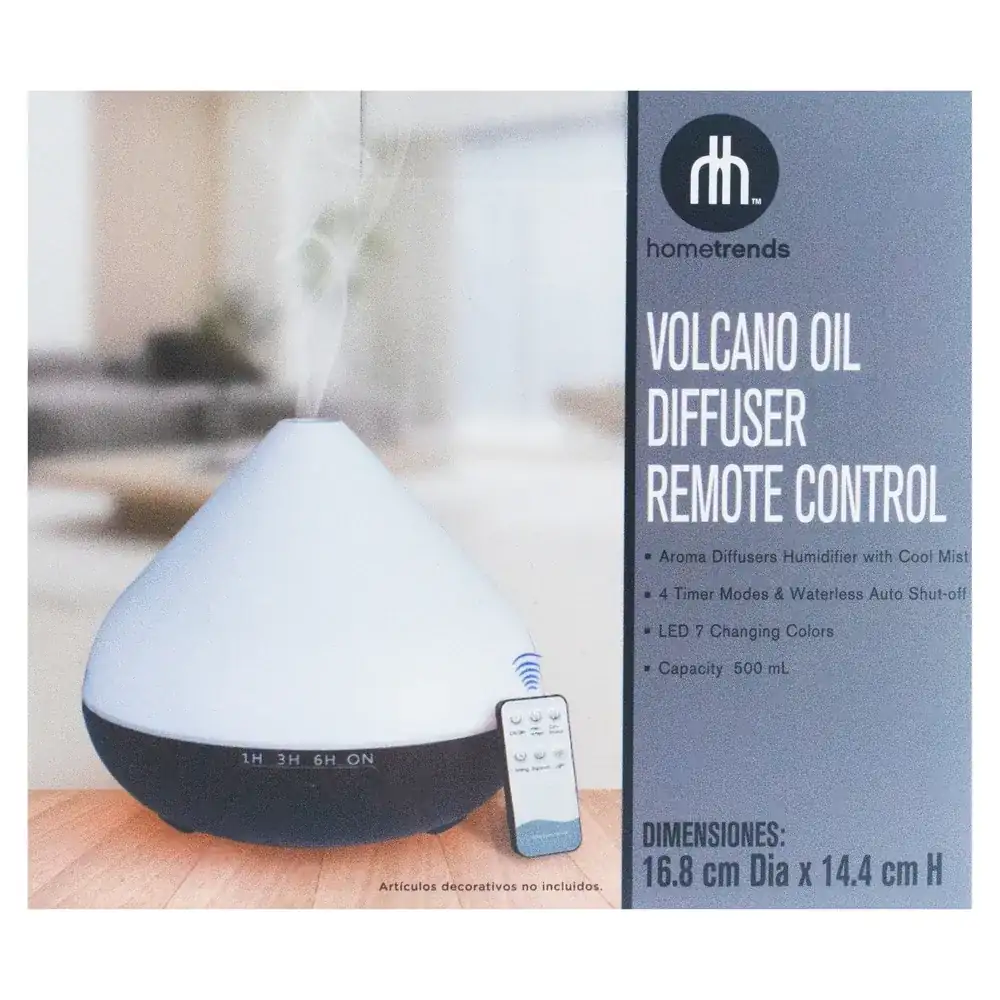 TM
hometrends
VOLCANO OIL
DIFFUSER
REMOTE CONTROL
▪ Aroma Diffusers Humidifier with Cool Mist
▪ 4 Timer Modes & Waterless Auto Shut-off
▪ LED 7 Changing Colors
▪ Capacity 500 mL
1H 3H 6H ON
DIMENSIONES:
16.8 cm Dia x 14.4 cm H
Artículos decorativos no incluidos.